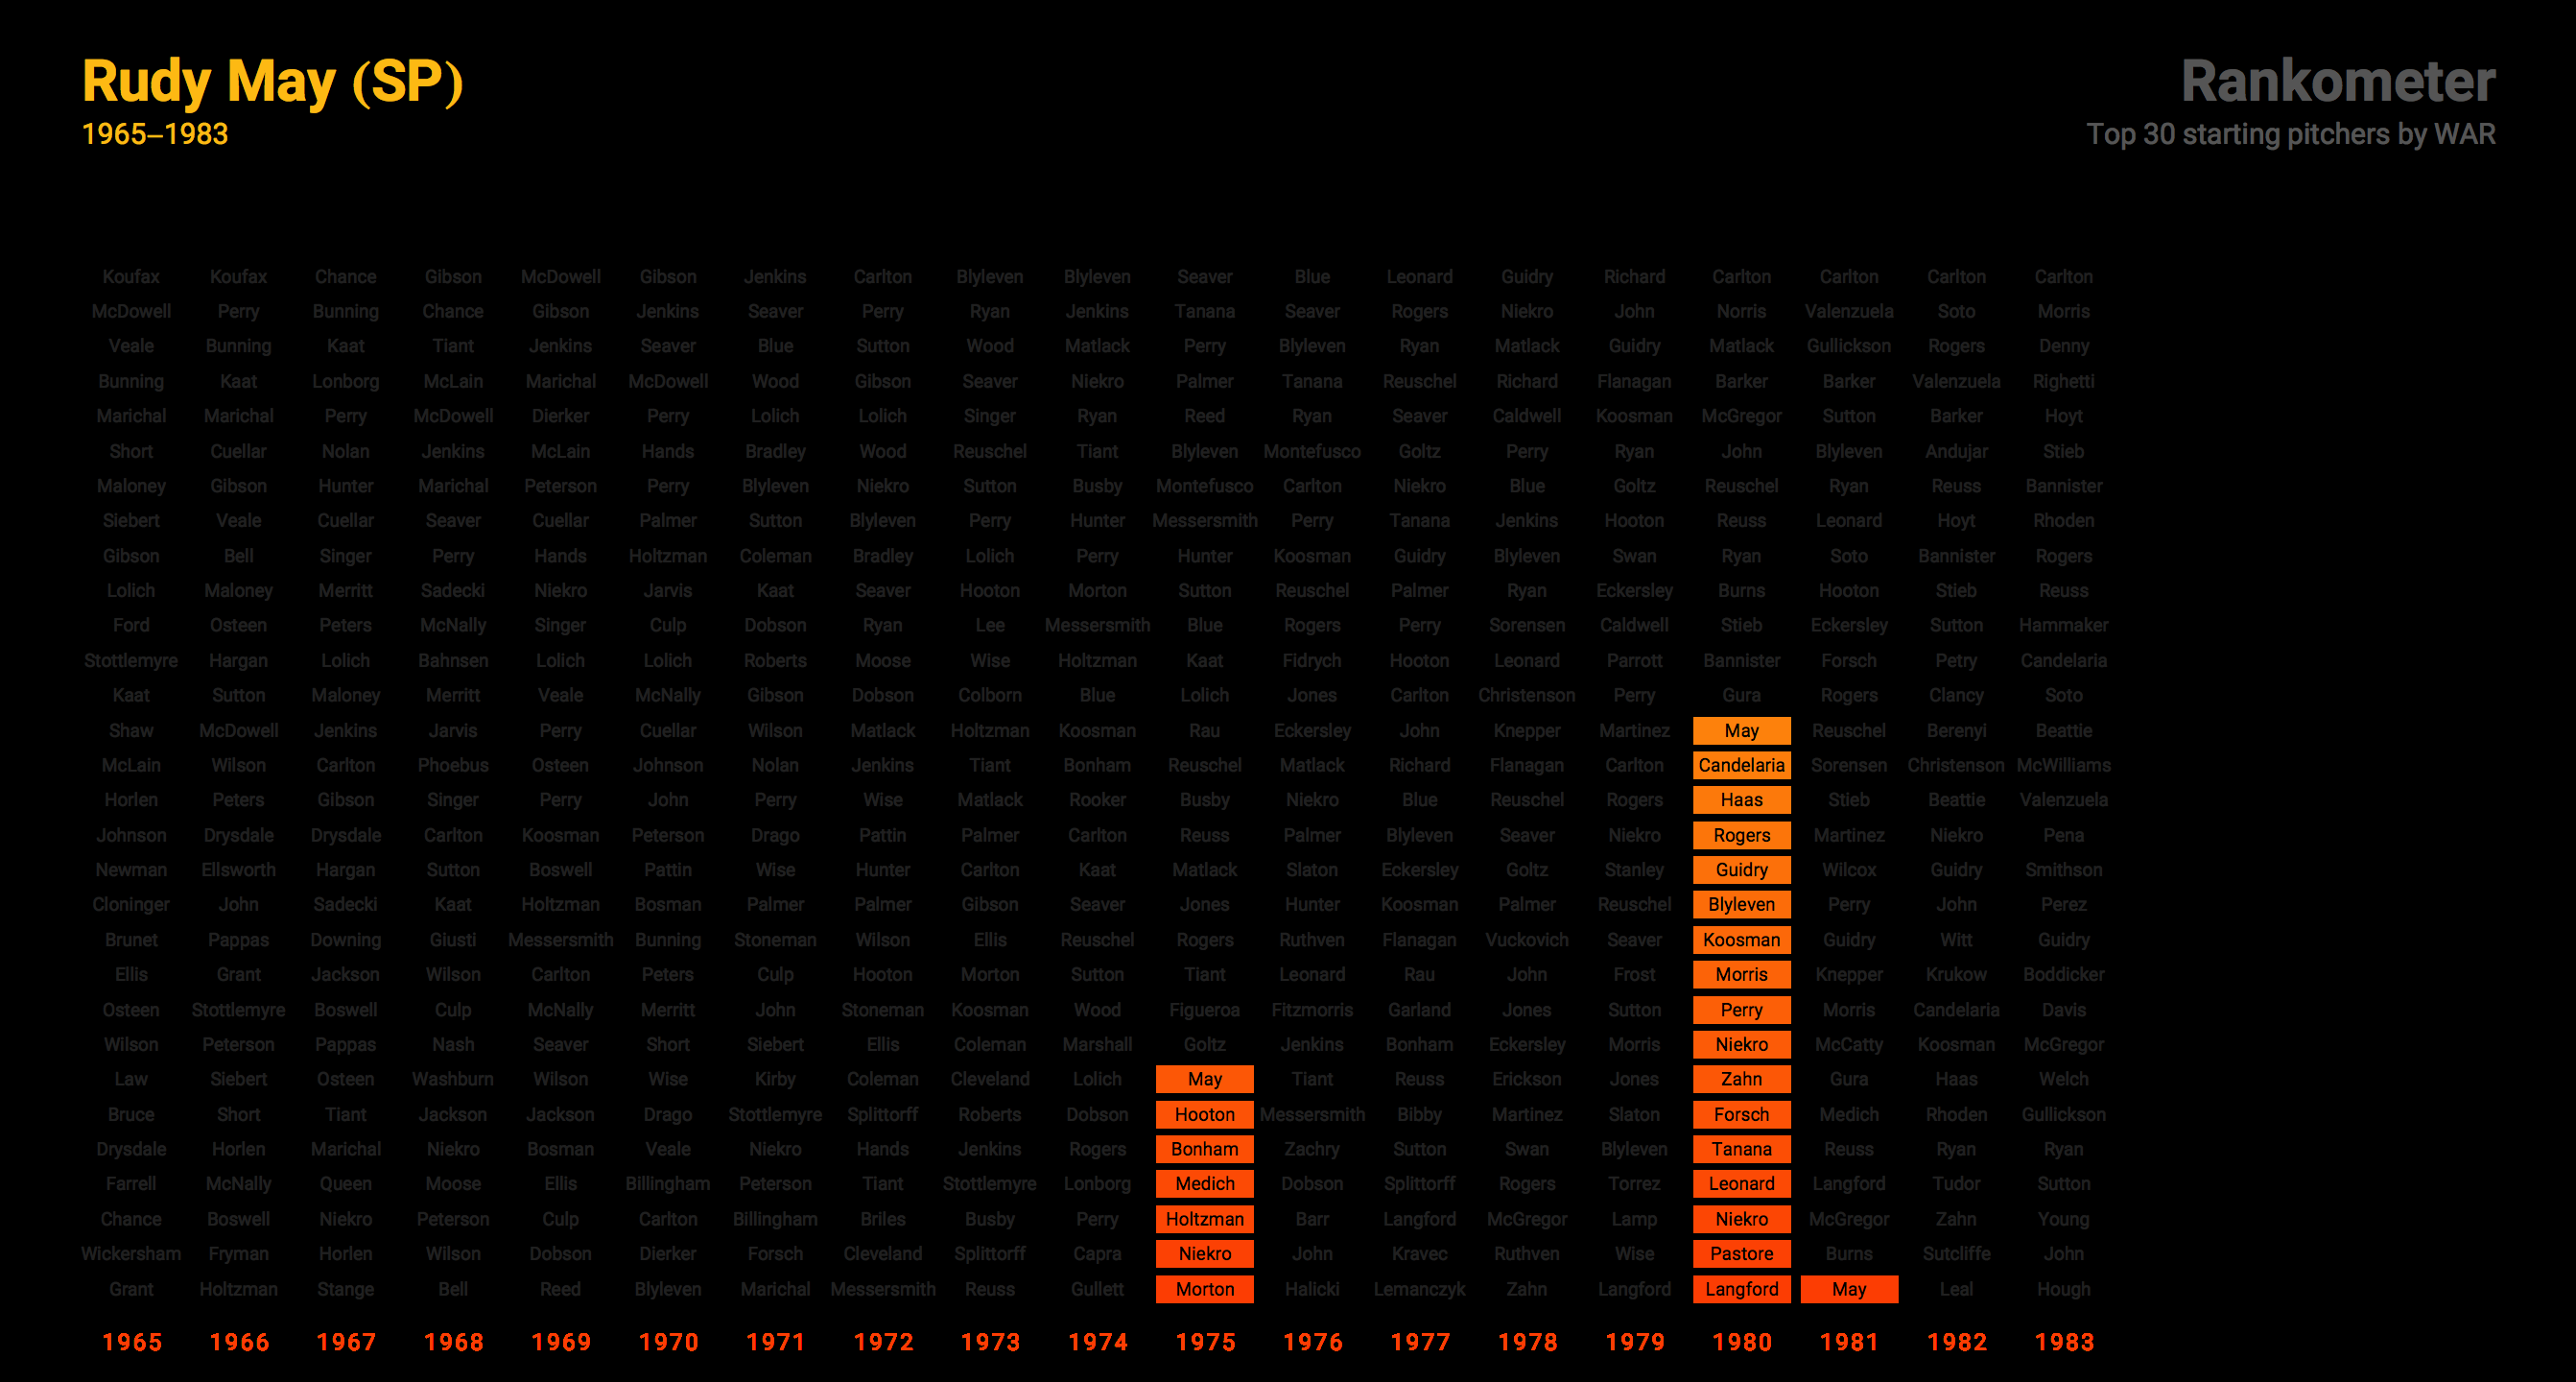 Rudy May (SP)
1965–1983
Rankometer
Top 30 starting pitchers by WAR
Koufax Koufax Chance Gibson McDowell Gibson Jenkins Carlton Blyleven Blyleven Seaver Blue Leonard Guidry Richard Carlton Carlton Carlton Carlton
McDowell Perry Bunning Chance Gibson Jenkins Seaver Perry Ryan Jenkins Tanana Seaver Rogers Niekro John Norris Valenzuela Soto Morris
Veale Bunning Kaat Tiant Jenkins Seaver Blue Sutton Wood Matlack Perry Blyleven Ryan Matlack Guidry Matlack Gullickson Rogers Denny
Bunning Kaat Lonborg McLain Marichal McDowell Wood Gibson Seaver Niekro Palmer Tanana Reuschel Richard Flanagan Barker Barker Valenzuela Righetti
Marichal Marichal Perry McDowell Dierker Perry Lolich Lolich Singer Ryan Reed Ryan Seaver Caldwell Koosman McGregor Sutton Barker Hoyt
Short Cuellar Nolan Jenkins McLain Hands Bradley Wood Reuschel Tiant Blyleven Montefusco Goltz Perry Ryan John Blyleven Andujar Stieb
Maloney Gibson Hunter Marichal Peterson Perry Blyleven Niekro Sutton Busby Montefusco Carlton Niekro Blue Goltz Reuschel Ryan Reuss Bannister
Siebert Veale Cuellar Seaver Cuellar Palmer Sutton Blyleven Perry Hunter Messersmith Perry Tanana Jenkins Hooton Reuss Leonard Hoyt Rhoden
Gibson Bell Singer Perry Hands Holtzman Coleman Bradley Lolich Perry Hunter Koosman Guidry Blyleven Swan Ryan Soto Bannister Rogers
Lolich Maloney Merritt Sadecki Niekro Jarvis Kaat Seaver Hooton Morton Sutton Reuschel Palmer Ryan Eckersley Burns Hooton Stieb Reuss
Ford Osteen Peters McNally Singer Culp Dobson Ryan Lee Messersmith Blue Rogers Perry Sorensen Caldwell Stieb Eckersley Sutton Hammaker
Stottlemyre Hargan Lolich Bahnsen Lolich Lolich Roberts Moose Wise Holtzman Kaat Fidrych Hooton Leonard Parrott Bannister Forsch Petry Candelaria
Kaat Sutton Maloney Merritt Veale McNally Gibson Dobson Colborn Blue Lolich Jones Carlton Christenson Perry Gura Rogers Clancy Soto
Shaw McDowell Jenkins Jarvis Perry Cuellar Wilson Matlack Holtzman Koosman Rau Eckersley John Knepper Martinez May Reuschel Berenyi Beattie
McLain Wilson Carlton Phoebus Osteen Johnson Nolan Jenkins Tiant Bonham Reuschel Matlack Richard Flanagan Carlton Candelaria Sorensen Christenson McWilliams
Horlen Peters Gibson Singer Perry John Perry Wise Matlack Rooker Busby Niekro Blue Reuschel Rogers Haas Stieb Beattie Valenzuela
Johnson Drysdale Drysdale Carlton Koosman Peterson Drago Pattin Palmer Carlton Reuss Palmer Blyleven Seaver Niekro Rogers Martinez Niekro Pena
Newman Ellsworth Hargan Sutton Boswell Pattin Wise Hunter Carlton Kaat Matlack Slaton Eckersley Goltz Stanley Guidry Wilcox Guidry Smithson
Cloninger John Sadecki Kaat Holtzman Bosman Palmer Palmer Gibson Seaver Jones Hunter Koosman Palmer Reuschel Blyleven Perry John Perez
Brunet Pappas Downing Giusti Messersmith Bunning Stoneman Wilson Ellis Reuschel Rogers Ruthven Flanagan Vuckovich Seaver Koosman Guidry Witt Guidry
Ellis Grant Jackson Wilson Carlton Peters Culp Hooton Morton Sutton Tiant Leonard Rau John Frost Morris Knepper Krukow Boddicker
Osteen Stottlemyre Boswell Culp McNally Merritt John Stoneman Koosman Wood Figueroa Fitzmorris Garland Jones Sutton Perry Morris Candelaria Davis
Wilson Peterson Pappas Nash Seaver Short Siebert Ellis Coleman Marshall Goltz Jenkins Bonham Eckersley Morris Niekro McCatty Koosman McGregor
Law Siebert Osteen Washburn Wilson Wise Kirby Coleman Cleveland Lolich May Tiant Reuss Erickson Jones Zahn Gura Haas Welch
Bruce Short Tiant Jackson Jackson Drago Stottlemyre Splittorff Roberts Dobson Hooton Messersmith Bibby Martinez Slaton Forsch Medich Rhoden Gullickson
Drysdale Horlen Marichal Niekro Bosman Veale Niekro Hands Jenkins Rogers Bonham Zachry Sutton Swan Blyleven Tanana Reuss Ryan Ryan
Farrell McNally Queen Moose Ellis Billingham Peterson Tiant Stottlemyre Lonborg Medich Dobson Splittorff Rogers Torrez Leonard Langford Tudor Sutton
Chance Boswell Niekro Peterson Culp Carlton Billingham Briles Busby Perry Holtzman Barr Langford McGregor Lamp Niekro McGregor Zahn Young
Wickersham Fryman Horlen Wilson Dobson Dierker Forsch Cleveland Splittorff Capra Niekro John Kravec Ruthven Wise Pastore Burns Sutcliffe John
Grant Holtzman Stange Bell Reed Blyleven Marichal Messersmith Reuss Gullett Morton Halicki Lemanczyk Zahn Langford Langford May Leal Hough
1965 1966 1967 1968 1969 1970 1971 1972 1973 1974 1975 1976 1977 1978 1979 1980 1981 1982 1983